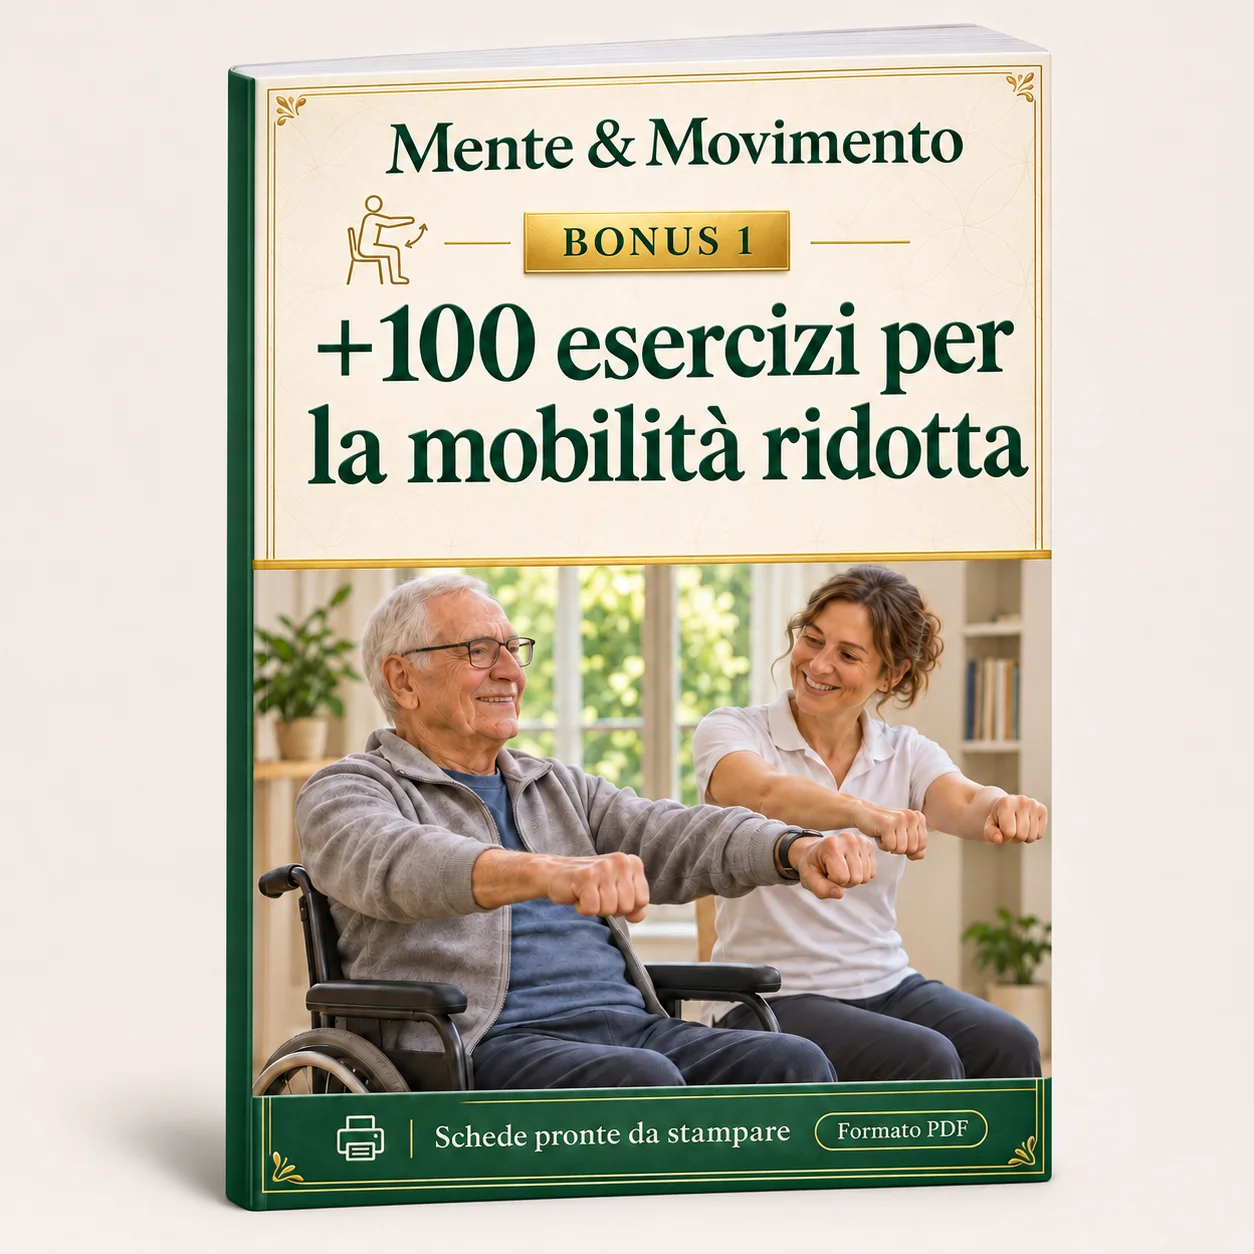 Mente & Movimento
BONUS 1
+100 esercizi per
la mobilità ridotta
Schede pronte da stampare
Formato PDF